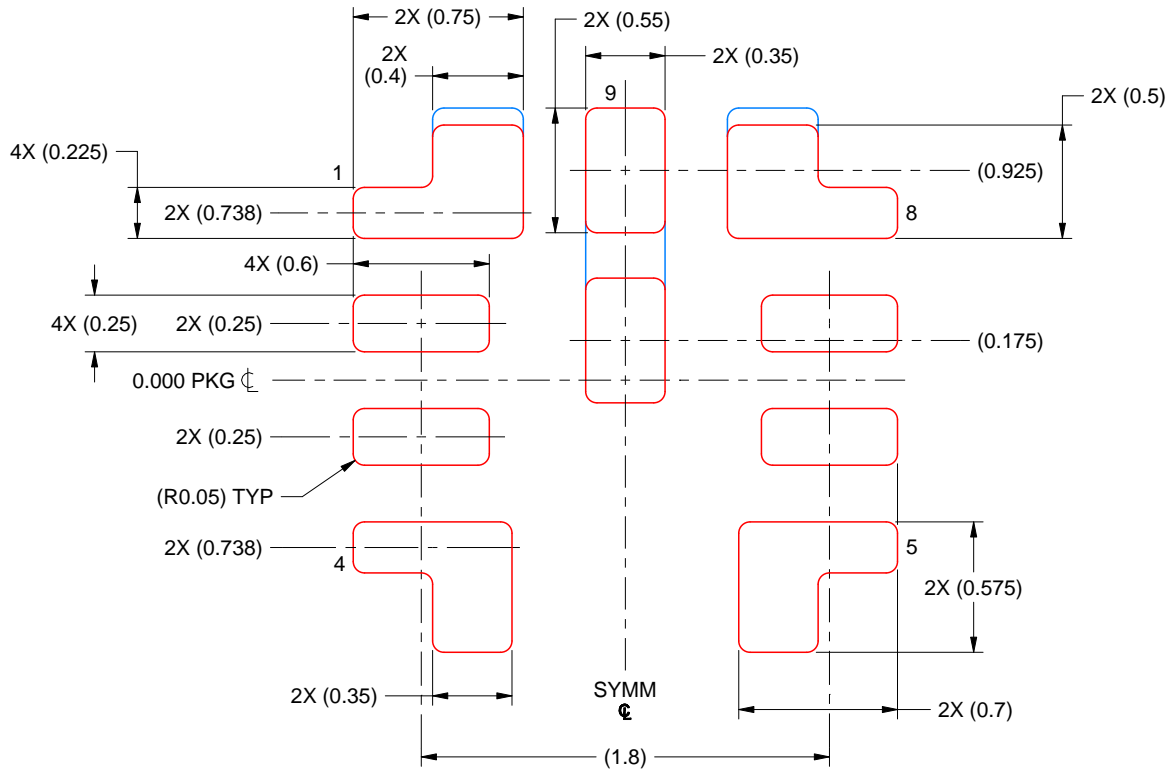 2X (0.75)
2X (0.55)
2X
(0.4)
2X (0.35)
9
2X (0.5)
4X (0.225)
1
(0.925)
2X (0.738)
8
4X (0.6)
4X (0.25)
2X (0.25)
(0.175)
0.000 PKG ℄
2X (0.25)
(R0.05) TYP
2X (0.738)
4
5
2X (0.575)
2X (0.35)
SYMM
℄
2X (0.7)
(1.8)